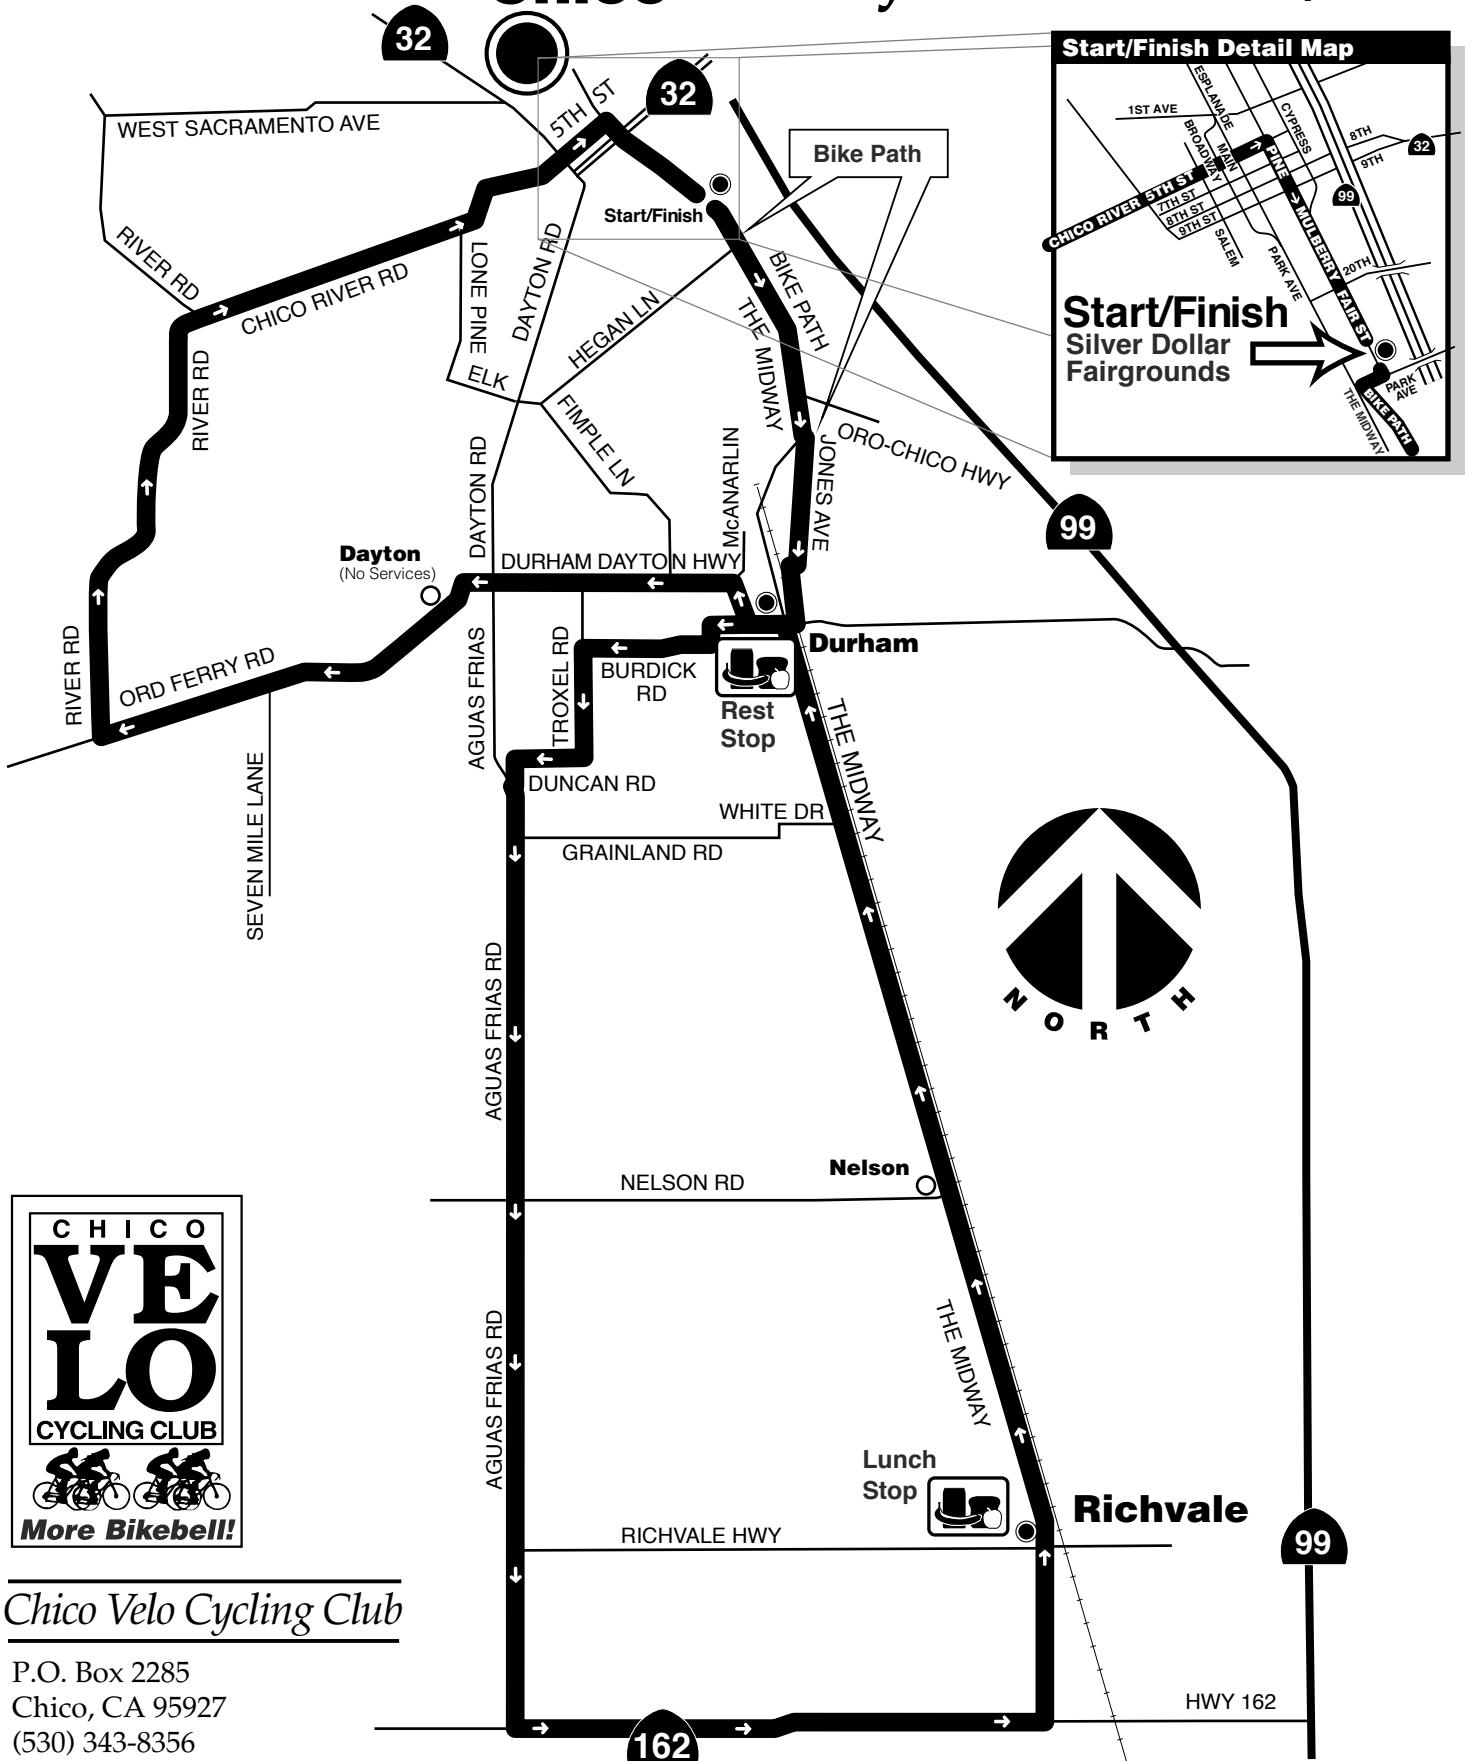 32
32
5TH ST
WEST SACRAMENTO AVE
Bike Path
Start/Finish
RIVER RD
CHICO RIVER RD
LONE PINE
DAYTON RD
HEGAN LN
BIKE PATH
THE MIDWAY
ELK
RIVER RD
FIMPLE LN
ORO-CHICO HWY
DAYTON RD
McANARLIN
JONES AVE
99
Start/Finish Detail Map
ESPLANADE
1ST AVE
CYPRESS
BROADWAY
MAIN
8TH
32
9TH
PINE
CHICO RIVER 5TH ST
7TH ST
8TH ST
9TH ST
99
MULBERRY
SALEM
PARK AVE
20TH
FAIR ST
Start/Finish
Silver Dollar
Fairgrounds
PARK
AVE
THE MIDWAY
BIKE PATH
Dayton
(No Services)
DURHAM DAYTON HWY
Durham
RIVER RD
ORD FERRY RD
AGUAS FRIAS
TROXEL RD
BURDICK
RD
Rest
Stop
THE MIDWAY
DUNCAN RD
SEVEN MILE LANE
WHITE DR
GRAINLAND RD
NORTH
AGUAS FRIAS RD
Nelson
NELSON RD
AGUAS FRIAS RD
THE MIDWAY
Lunch
Stop
Richvale
RICHVALE HWY
99
HWY 162
162
CHICO
VE
LO
CYCLING CLUB
More Bikebell!
Chico Velo Cycling Club
P.O. Box 2285
Chico, CA 95927
(530) 343-8356